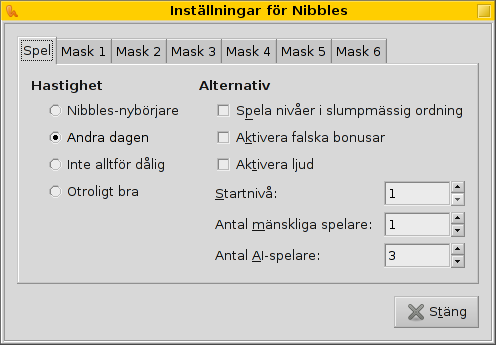 Inställningar för Nibbles
Spel Mask 1 Mask 2 Mask 3 Mask 4 Mask 5 Mask 6
Hastighet
Nibbles-nybörjare
Andra dagen
Inte alltför dålig
Otroligt bra
Alternativ
Spela nivåer i slumpmässig ordning
Aktivera falska bonusar
Aktivera ljud
Startnivå: 1
Antal mänskliga spelare: 1
Antal AI-spelare: 3
Stäng